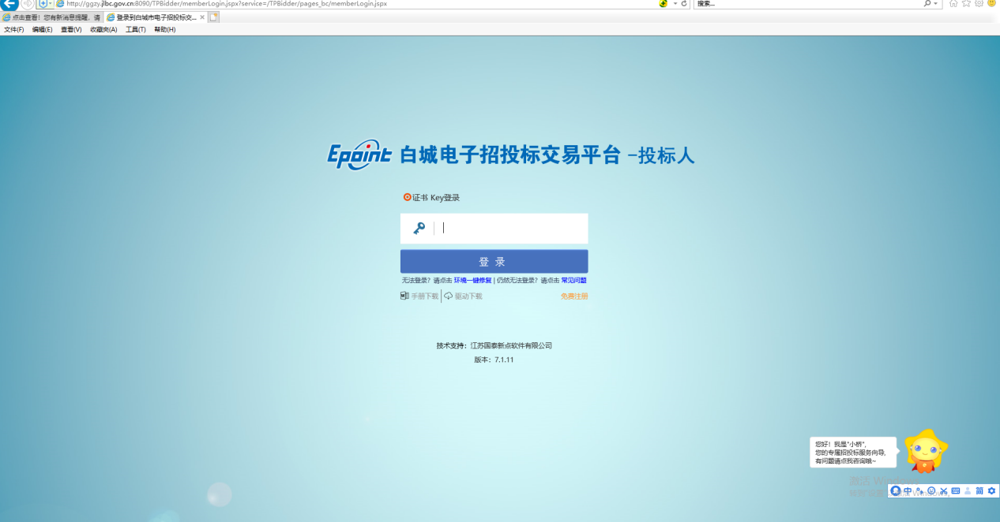 http://ggzy.jlbc.gov.cn:8090/TPBidder/memberLogin.jspx?service=/TPBidder/pages_bc/memberLogin.jspx
搜索...
点击查看！您有新消息提醒，请
登录到白城市电子招投标交...
文件(F) 编辑(E) 查看(V) 收藏夹(A) 工具(T) 帮助(H)
Epoint 白城电子招投标交易平台 -投标人
证书 Key登录
登 录
无法登录？请点击 环境一键修复 | 仍然无法登录？请点击 常见问题
手册下载 驱动下载 免费注册
技术支持：江苏国泰新点软件有限公司
版本：7.1.11
您好！我是"小桥"，
您的专属招投标服务向导，
有问题请点我咨询哦~
激活 Windows
中 简